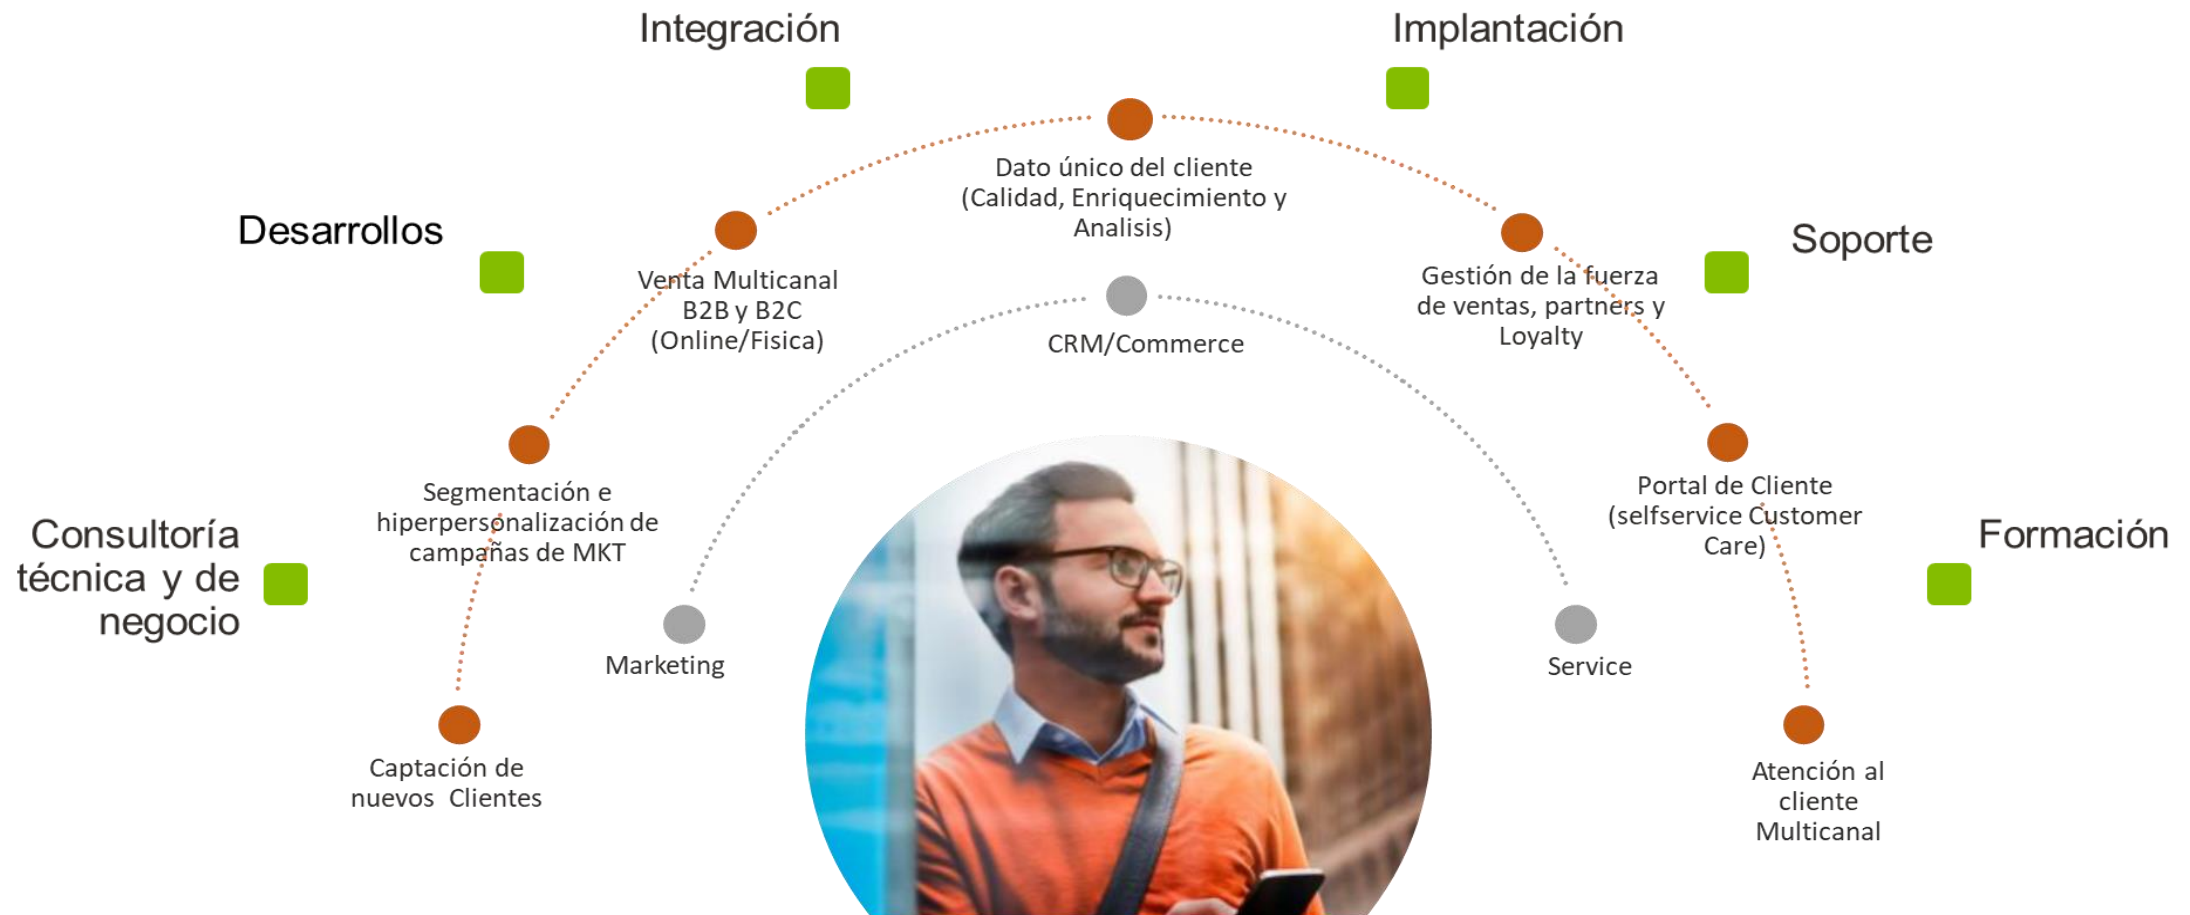 Integración
Implantación
Dato único del cliente
(Calidad, Enriquecimiento y
Analisis)
Desarrollos
Soporte
Venta Multicanal
B2B y B2C
(Online/Fisica)
Gestión de la fuerza
de ventas, partners y
Loyalty
CRM/Commerce
Segmentación e
hiperpersonalización de
campañas de MKT
Portal de Cliente
(selfservice Customer
Care)
Consultoría
técnica y de
negocio
Formación
Marketing
Service
Captación de
nuevos Clientes
Atención al
cliente
Multicanal